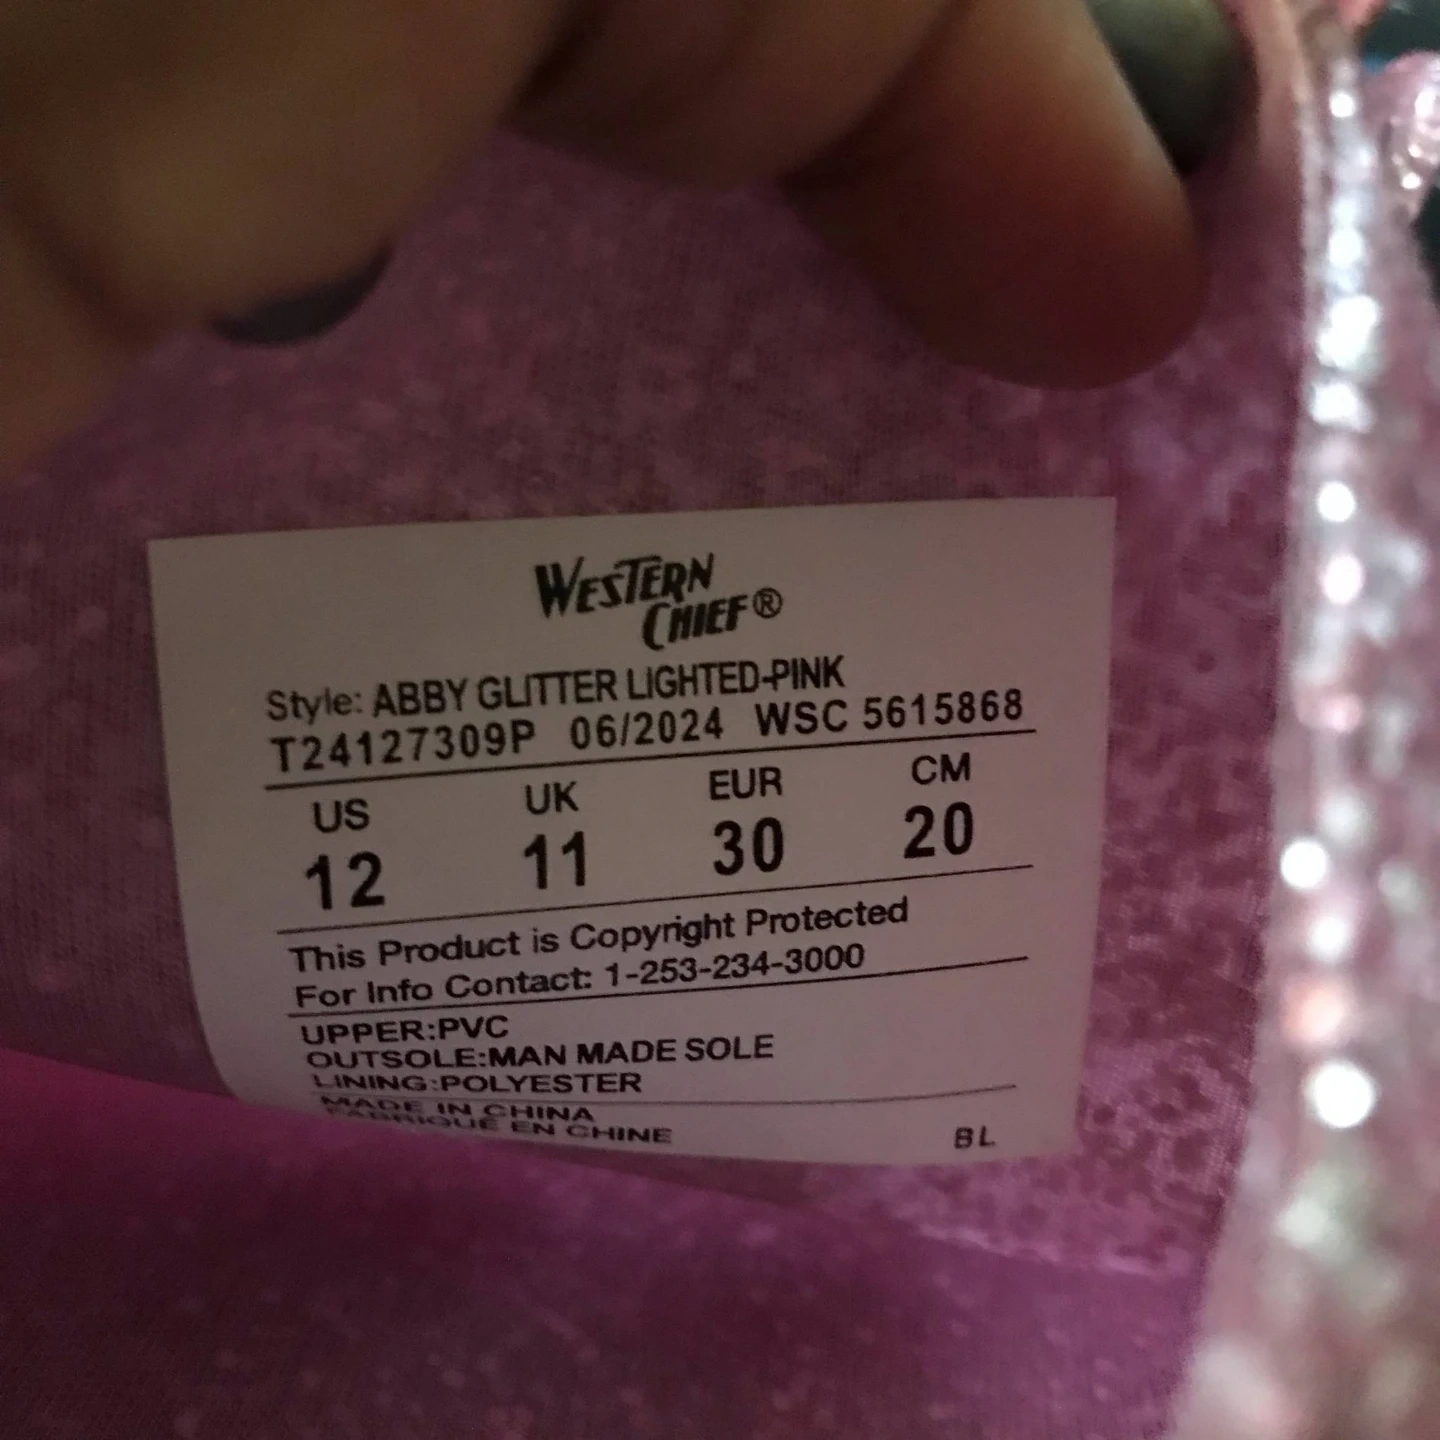 WESTERN
CHIEF®
Style: ABBY GLITTER LIGHTED-PINK
T24127309P 06/2024 WSC 5615868
US UK EUR CM
12 11 30 20
This Product is Copyright Protected
For Info Contact: 1-253-234-3000
UPPER:PVC
OUTSOLE:MAN MADE SOLE
LINING:POLYESTER
MADE IN CHINA
FABRIQUÉ EN CHINE BL